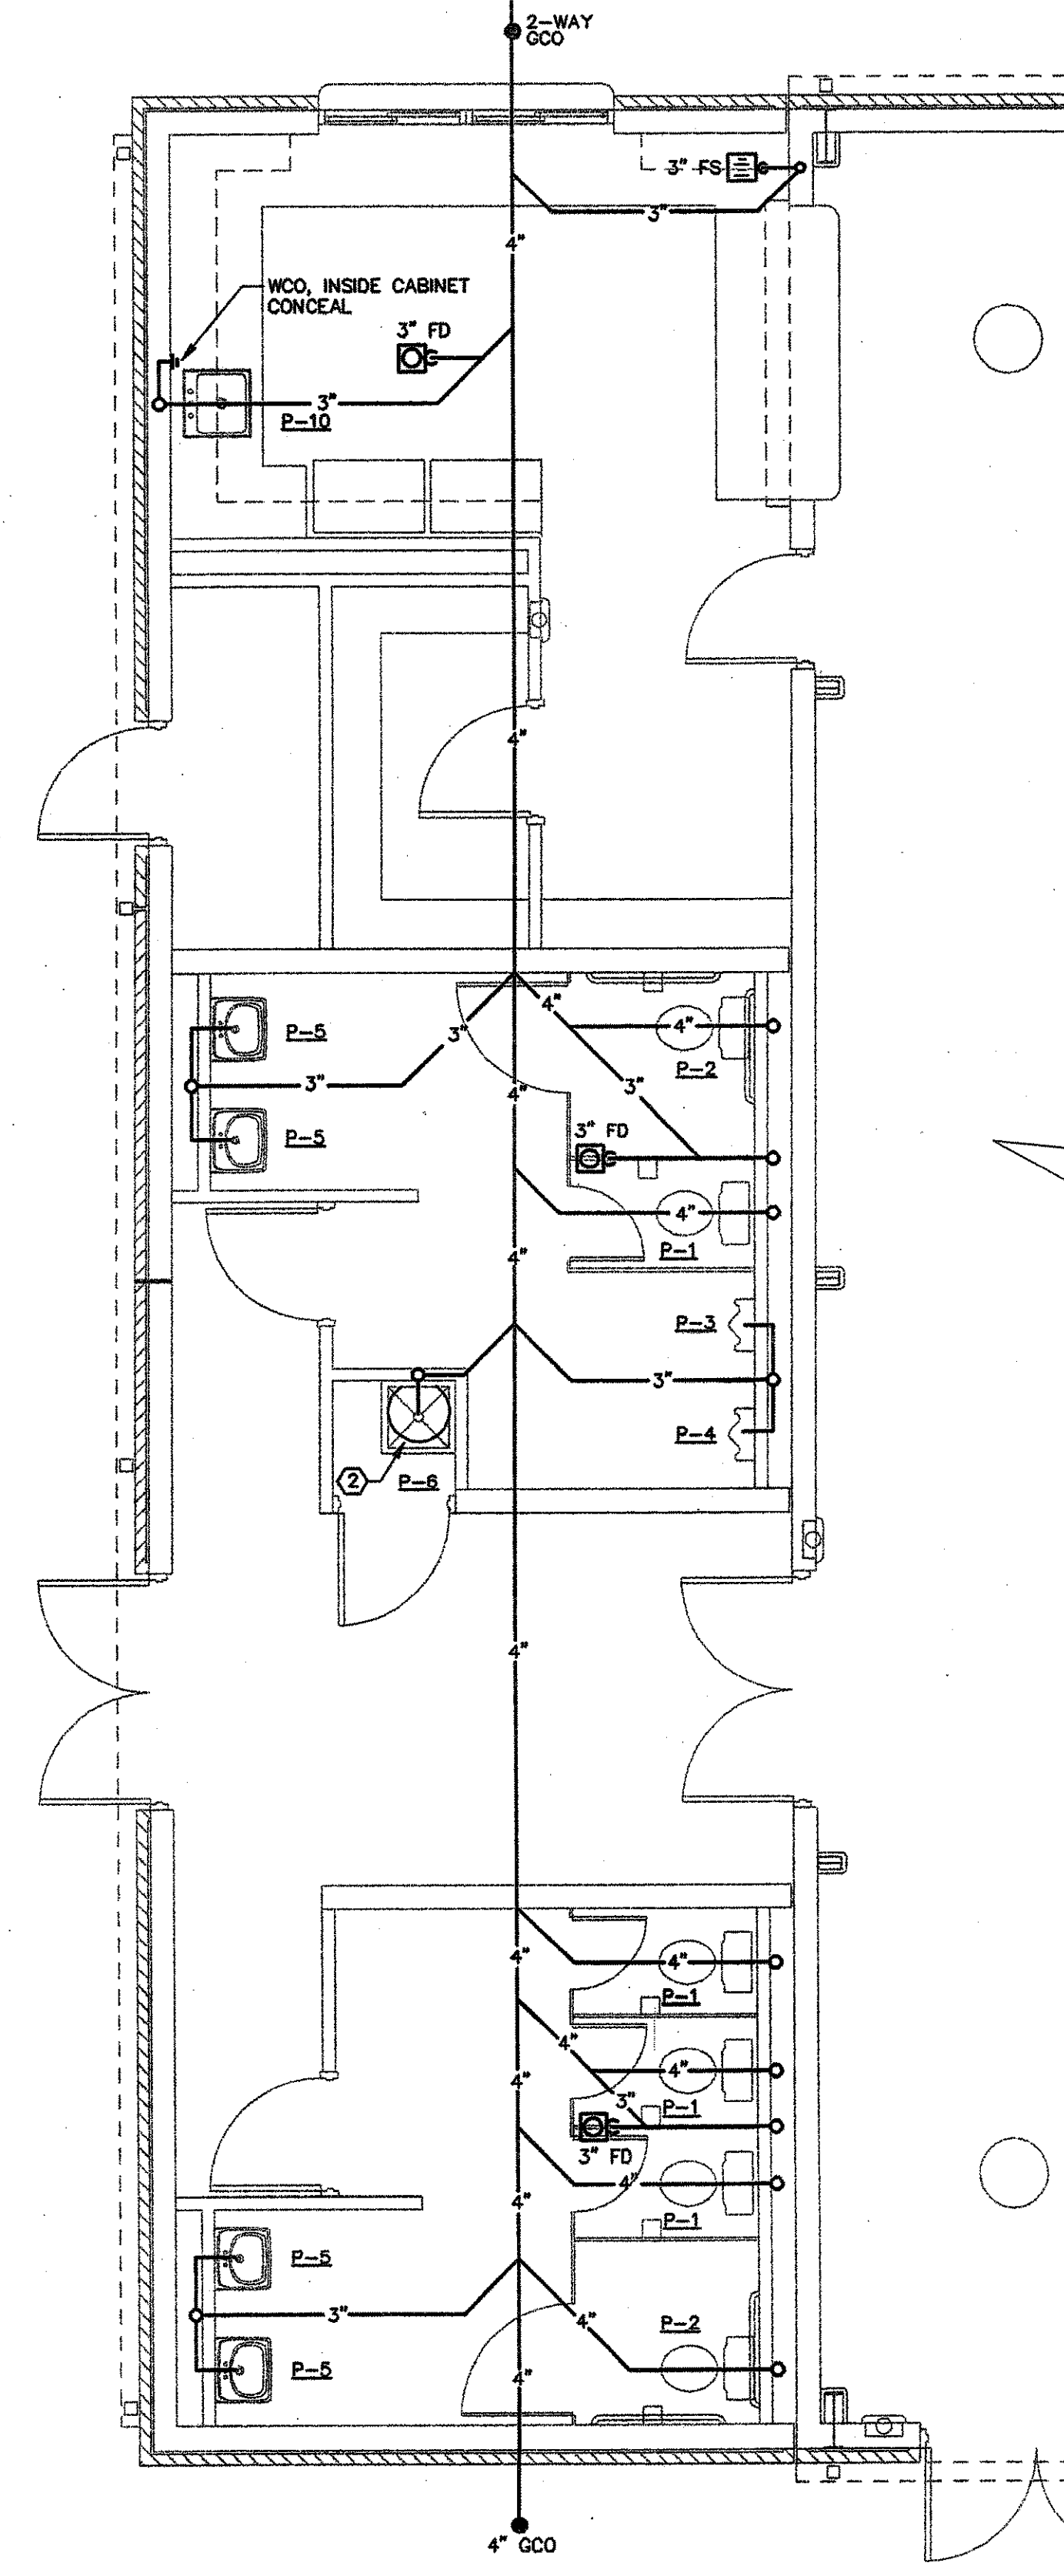 2-WAY
GCO
3" FS
3"
4"
WCO, INSIDE CABINET
CONCEAL
3" FD
3"
P-10
4"
4"
4"
P-5
3"
P-2
3"
4"
3"
3" FD
P-5
4"
P-1
4"
P-3
3"
P-4
2
P-6
4"
4"
4"
P-1
4"
4"
4"
3"
P-1
3" FD
4"
4"
P-1
P-5
3"
4"
P-2
P-5
4"
4" GCO